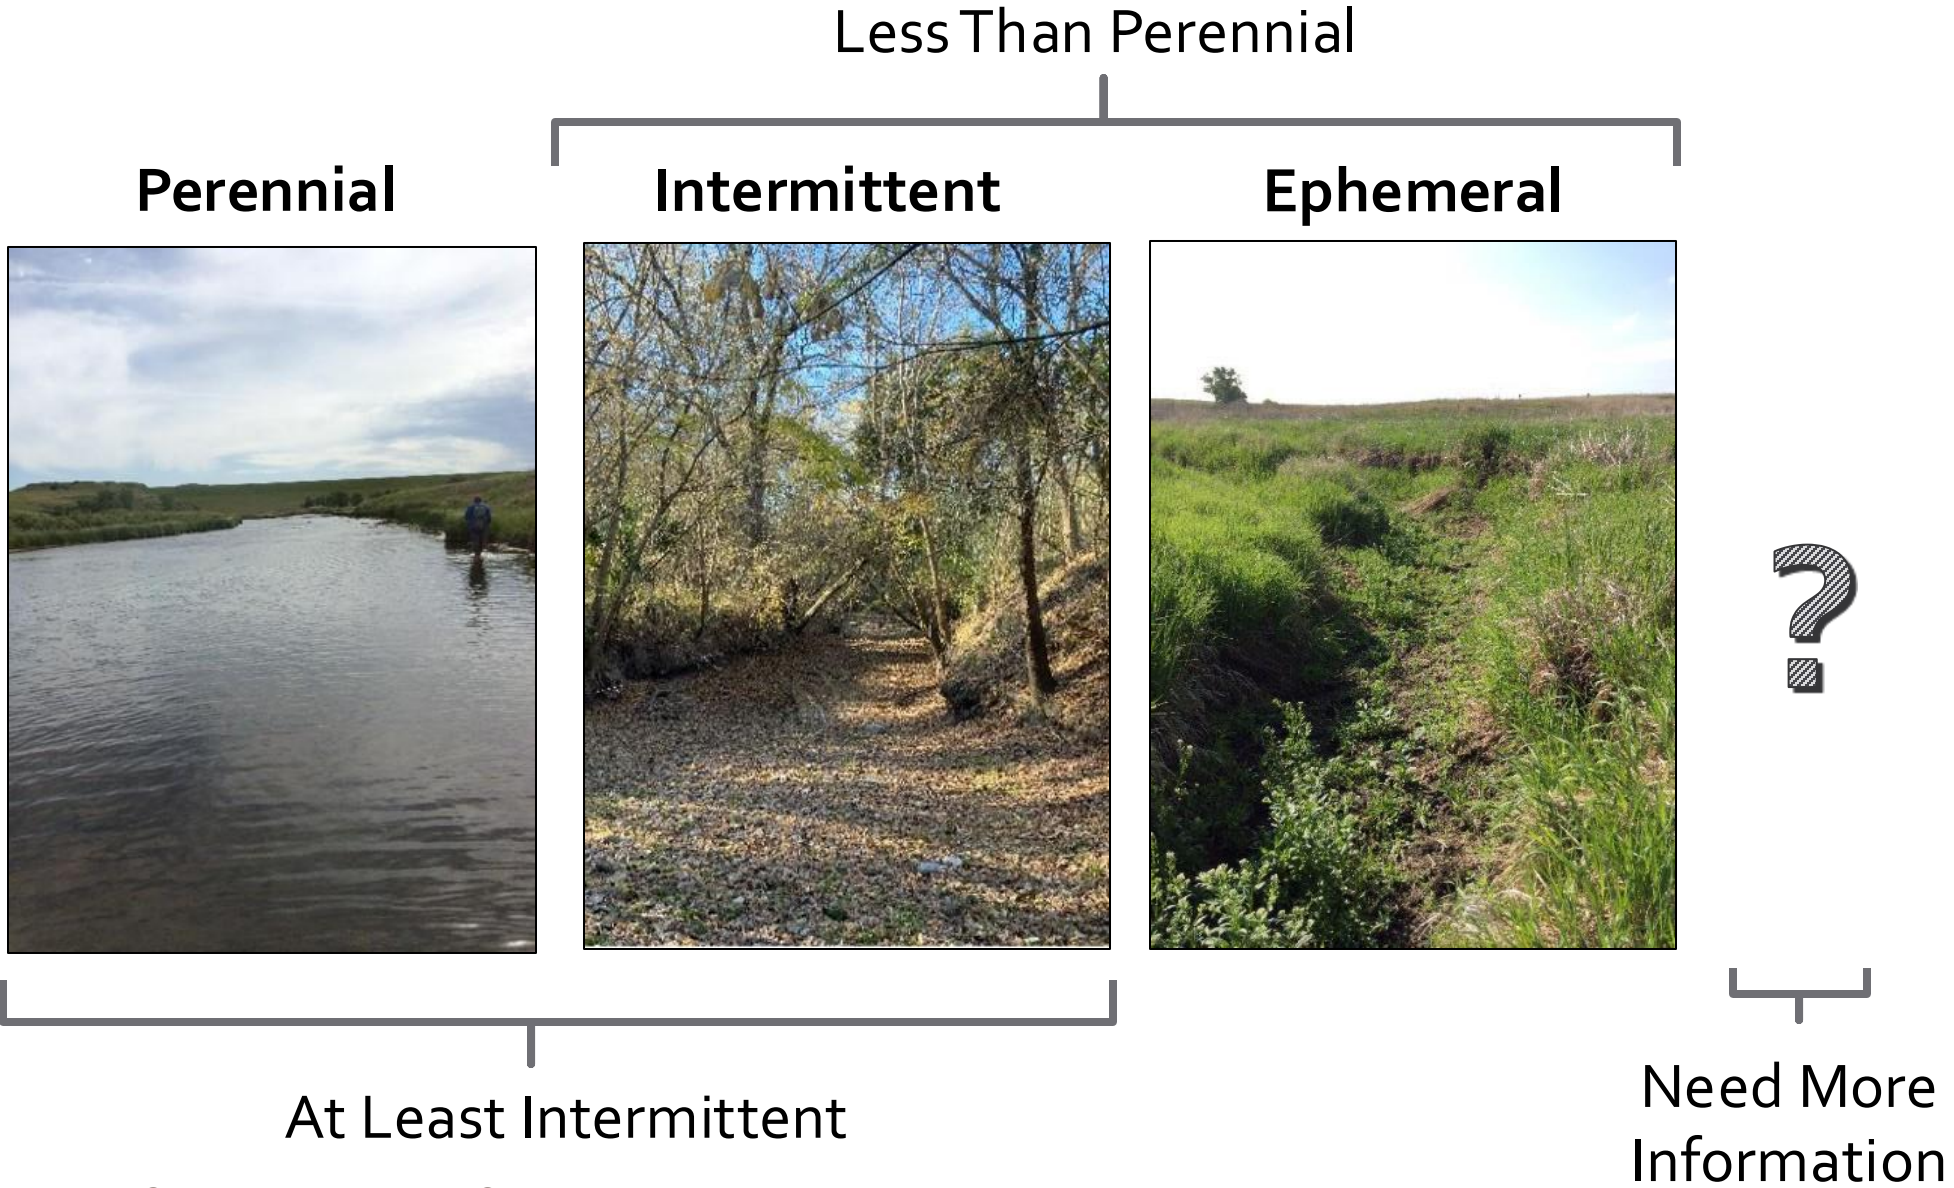 Less Than Perennial
Perennial
Intermittent
Ephemeral
?
At Least Intermittent
Need More
Information